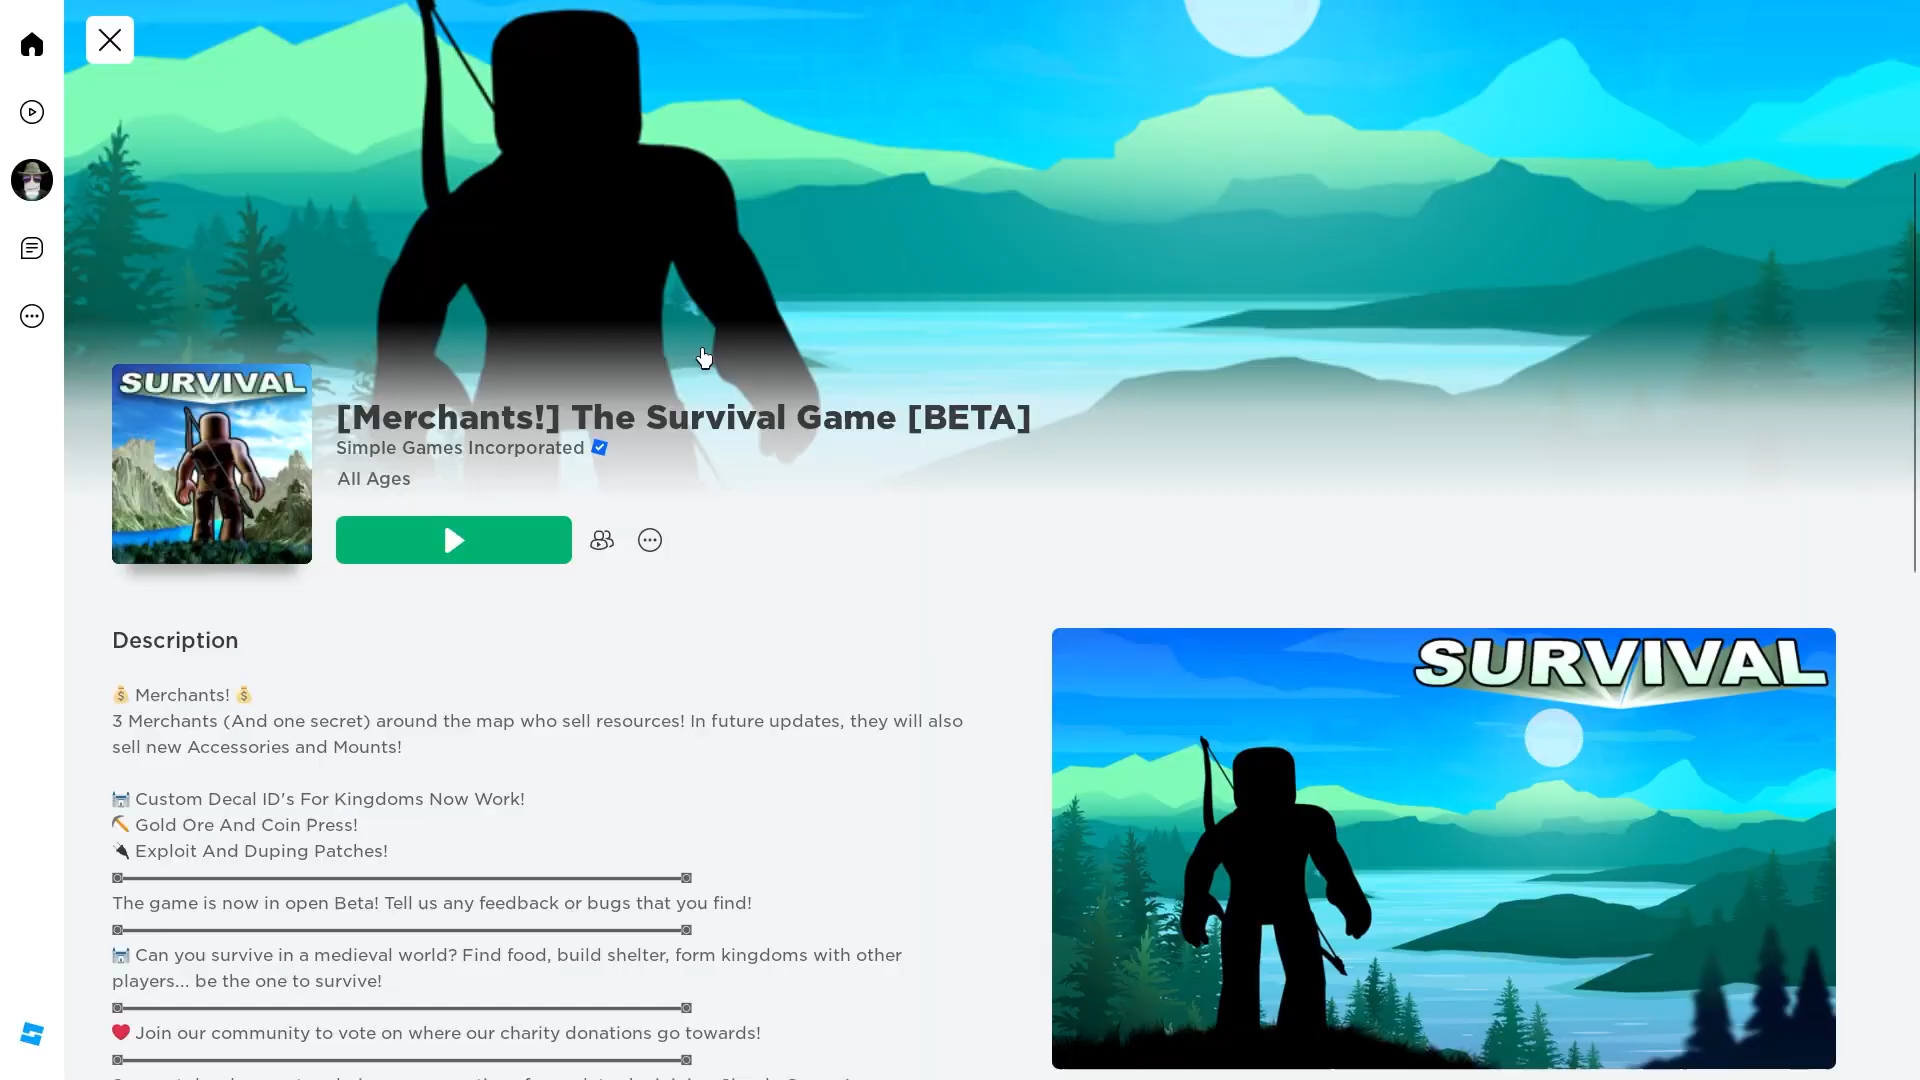 SURVIVAL
[Merchants!] The Survival Game [BETA]
Simple Games Incorporated
All Ages
Description
💰 Merchants! 💰
3 Merchants (And one secret) around the map who sell resources! In future updates, they will also
sell new Accessories and Mounts!
🏰 Custom Decal ID's For Kingdoms Now Work!
⛏️ Gold Ore And Coin Press!
🔌 Exploit And Duping Patches!
The game is now in open Beta! Tell us any feedback or bugs that you find!
🏰 Can you survive in a medieval world? Find food, build shelter, form kingdoms with other
players... be the one to survive!
❤️ Join our community to vote on where our charity donations go towards!
SURVIVAL